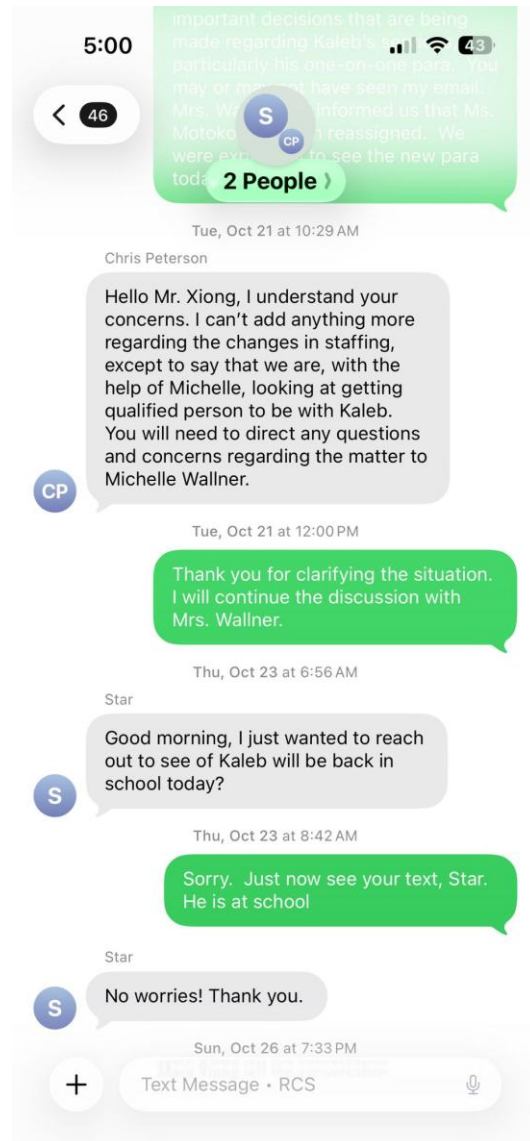 important decisions that are being
5:00
made regarding Kaleb's
43
particularly his one-on-one para. You
may or may not have seen my email.
46
Mrs. informed us that Ms.
S
Motoko reassigned. We
CP
were to see the new para
2 People
Tue, Oct 21 at 10:29 AM
Chris Peterson
Hello Mr. Xiong, I understand your
concerns. I can't add anything more
regarding the changes in staffing,
except to say that we are, with the
help of Michelle, looking at getting
qualified person to be with Kaleb.
You will need to direct any questions
and concerns regarding the matter to
Michelle Wallner.
CP
Tue, Oct 21 at 12:00 PM
Thank you for clarifying the situation.
I will continue the discussion with
Mrs. Wallner.
Thu, Oct 23 at 6:56 AM
Star
Good morning, I just wanted to reach
out to see of Kaleb will be back in
school today?
S
Thu, Oct 23 at 8:42 AM
Sorry. Just now see your text, Star.
He is at school
Star
No worries! Thank you.
S
Sun, Oct 26 at 7:33 PM
+
Text Message • RCS